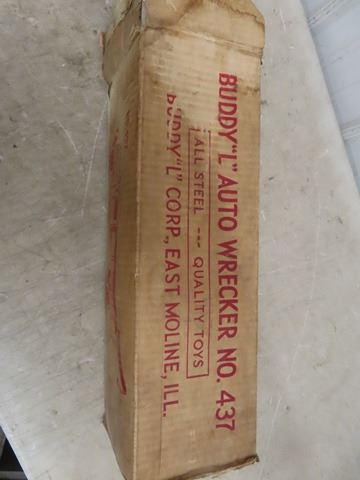 BUDDY "L" AUTO WRECKER NO. 437
ALL STEEL --- QUALITY TOYS
BUDDY "L" CORP., EAST MOLINE, ILL.